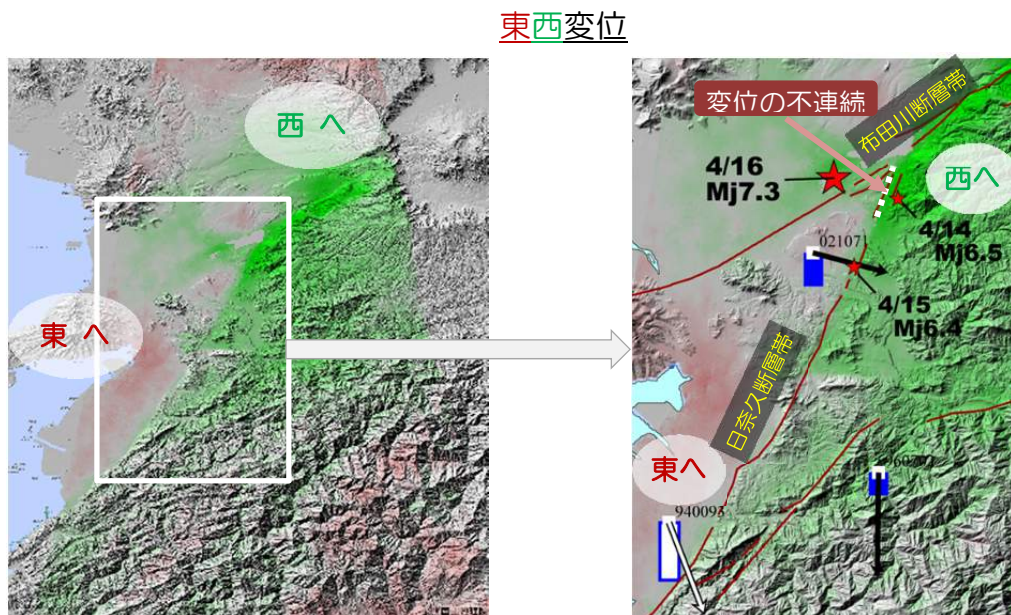 東西変位
西 へ
東 へ
変位の不連続
布田川断層帯
4/16
Mj7.3
西へ
4/14
Mj6.5
021071
4/15
Mj6.4
日奈久断層帯
東へ
940093